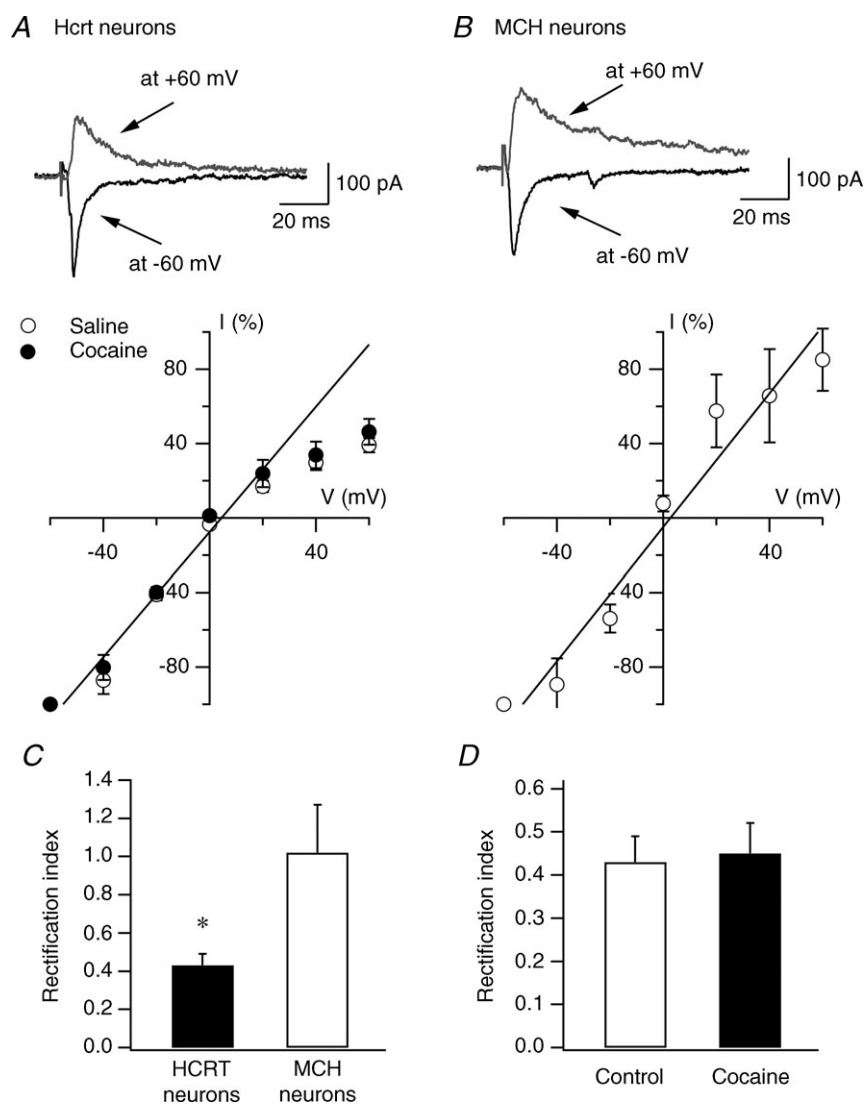 A Hcrt neurons
at +60 mV
100 pA
20 ms
at -60 mV
B MCH neurons
at +60 mV
100 pA
20 ms
at -60 mV
Saline
Cocaine
I (%)
80
40
V (mV)
-40
40
-40
-80
I (%)
80
40
V (mV)
-40
40
-40
-80
C
Rectification index
1.4
1.2
1.0
0.8
0.6
0.4
0.2
0.0
*
HCRT
neurons
MCH
neurons
D
Rectification index
0.6
0.5
0.4
0.3
0.2
0.1
0.0
Control
Cocaine